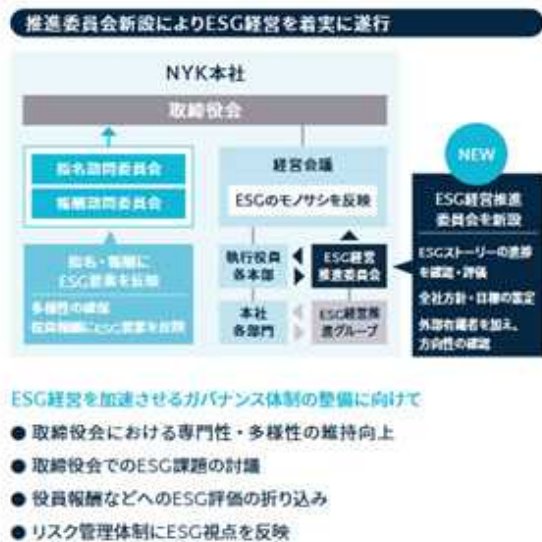 推進委員会新設によりESG経営を着実に遂行
NYK本社
取締役会
指名諮問委員会
報酬諮問委員会
指名・報酬に
ESG要素を反映
多様性の確保
役員報酬にESG要素を反映
経営会議
ESGのモノサシを反映
執行役員
各本部
ESG経営
推進委員会
本社
各部門
ESG経営推
進グループ
NEW
ESG経営推進
委員会を新設
ESGストーリーの進捗
を確認・評価
全社方針・目標の策定
外部有識者を加え、
方向性の確認
ESG経営を加速させるガバナンス体制の整備に向けて
● 取締役会における専門性・多様性の維持向上
● 取締役会でのESG課題の討議
● 役員報酬などへのESG評価の折り込み
● リスク管理体制にESG視点を反映